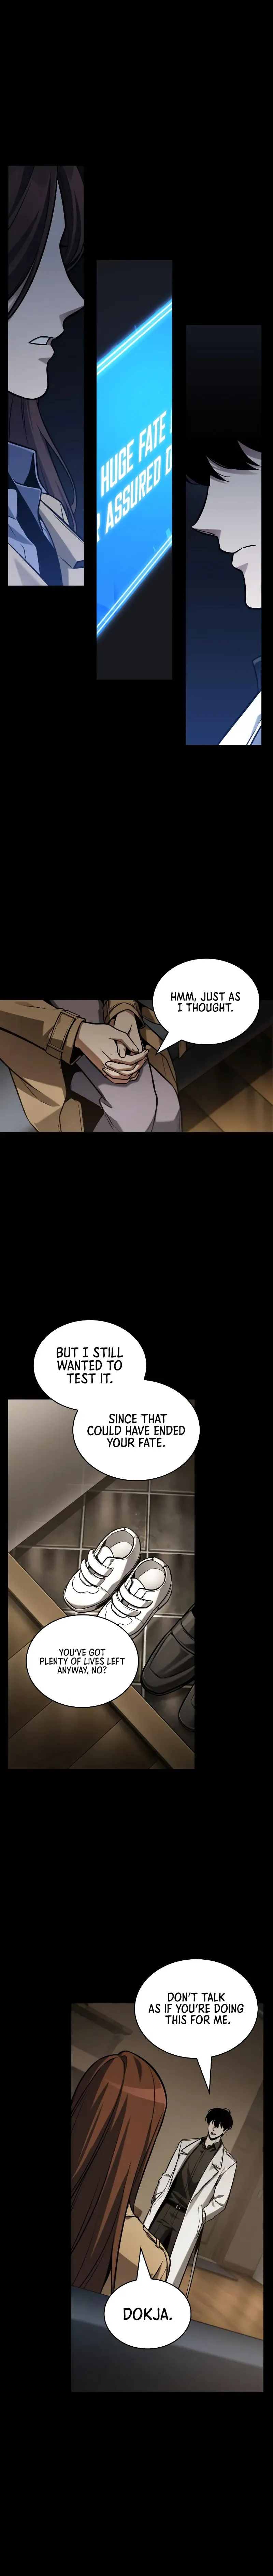 HUGE FATE
ASSURED
HMM, JUST AS
I THOUGHT.
BUT I STILL
WANTED TO
TEST IT.
SINCE THAT
COULD HAVE ENDED
YOUR FATE.
YOU'VE GOT
PLENTY OF LIVES LEFT
ANYWAY, NO?
DON'T TALK
AS IF YOU'RE DOING
THIS FOR ME.
DOKJA.